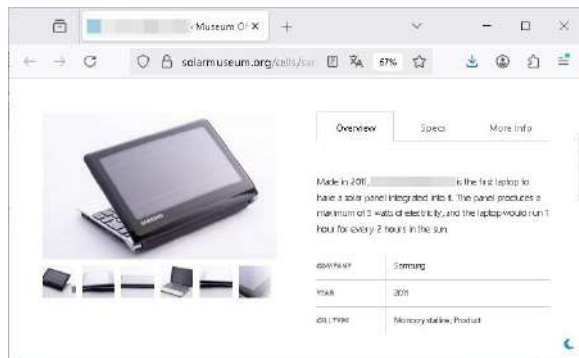 - Museum Of
solarmuseum.org/cells/sa
67%
Overview Specs More Info
SAMSUNG
Made in 2011, is the first laptop to
have a solar panel integrated into it. The panel produces a
maximum of 5 watts of electricity, and the laptop would run 1
hour for every 2 hours in the sun.
COMPANY Samsung
YEAR 2011
CELL TYPE Monocrystalline, Product